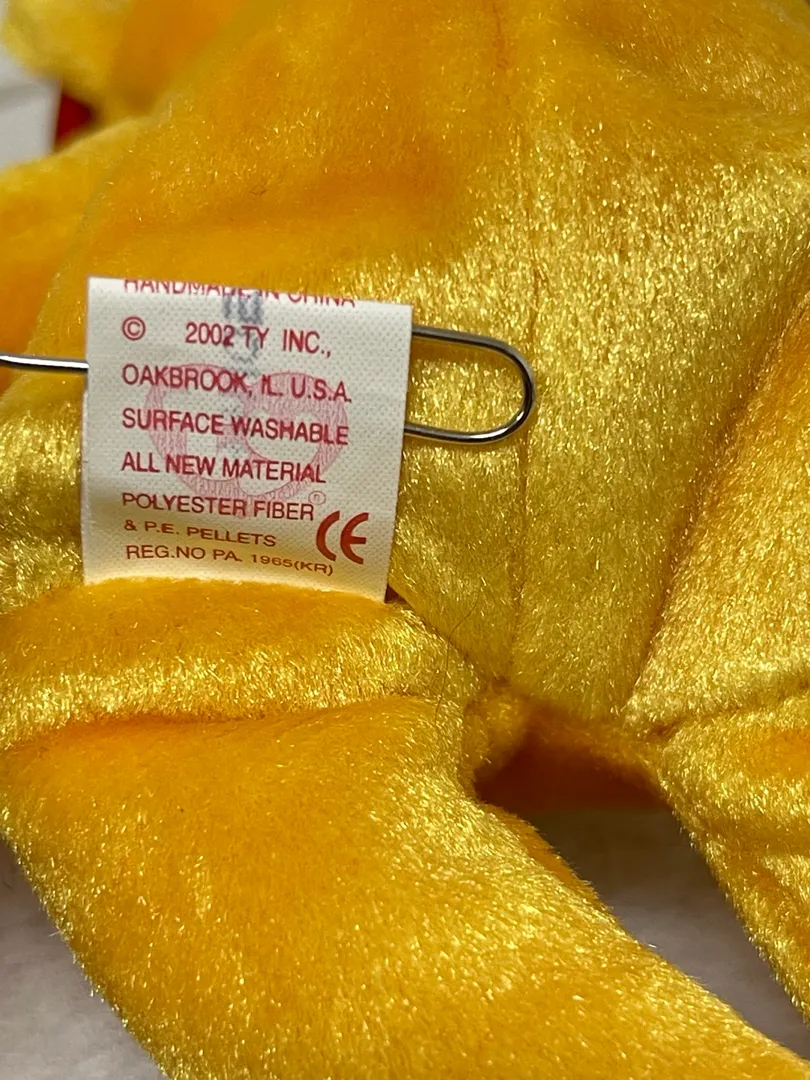 HANDMADE IN CHINA
© 2002 TY INC.,
OAKBROOK, IL. U.S.A.
SURFACE WASHABLE
ALL NEW MATERIAL
POLYESTER FIBER ®
& P.E. PELLETS CE
REG.NO PA. 1965(KR)